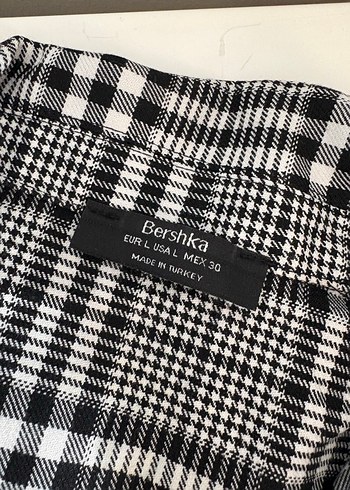 Bershka
EUR L USA L MEX 30
MADE IN TURKEY